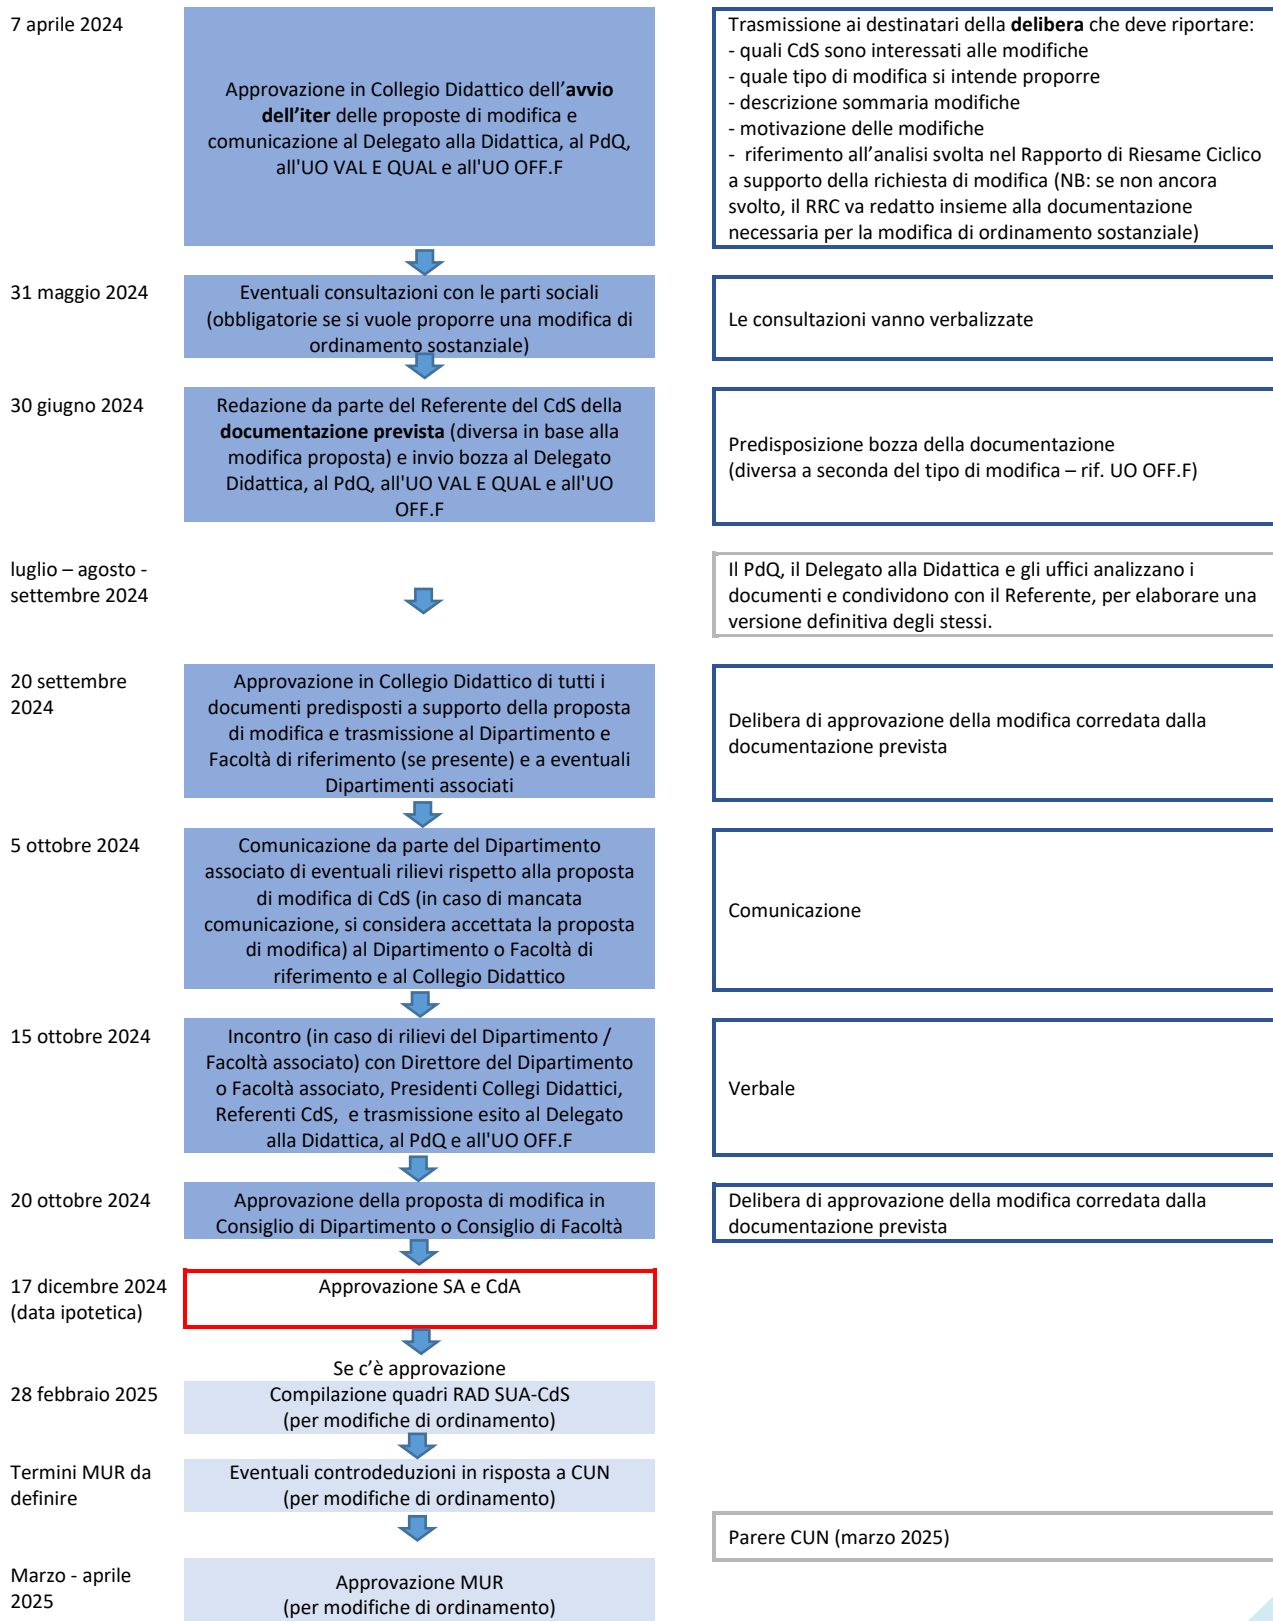 7 aprile 2024
Approvazione in Collegio Didattico dell’avvio
dell’iter delle proposte di modifica e
comunicazione al Delegato alla Didattica, al PdQ,
all'UO VAL E QUAL e all'UO OFF.F
Trasmissione ai destinatari della delibera che deve riportare:
- quali CdS sono interessati alle modifiche
- quale tipo di modifica si intende proporre
- descrizione sommaria modifiche
- motivazione delle modifiche
- riferimento all’analisi svolta nel Rapporto di Riesame Ciclico
a supporto della richiesta di modifica (NB: se non ancora
svolto, il RRC va redatto insieme alla documentazione
necessaria per la modifica di ordinamento sostanziale)
31 maggio 2024
Eventuali consultazioni con le parti sociali
(obbligatorie se si vuole proporre una modifica di
ordinamento sostanziale)
Le consultazioni vanno verbalizzate
30 giugno 2024
Redazione da parte del Referente del CdS della
documentazione prevista (diversa in base alla
modifica proposta) e invio bozza al Delegato
Didattica, al PdQ, all'UO VAL E QUAL e all'UO
OFF.F
Predisposizione bozza della documentazione
(diversa a seconda del tipo di modifica – rif. UO OFF.F)
luglio – agosto -
settembre 2024
Il PdQ, il Delegato alla Didattica e gli uffici analizzano i
documenti e condividono con il Referente, per elaborare una
versione definitiva degli stessi.
20 settembre
2024
Approvazione in Collegio Didattico di tutti i
documenti predisposti a supporto della proposta
di modifica e trasmissione al Dipartimento e
Facoltà di riferimento (se presente) e a eventuali
Dipartimenti associati
Delibera di approvazione della modifica corredata dalla
documentazione prevista
5 ottobre 2024
Comunicazione da parte del Dipartimento
associato di eventuali rilievi rispetto alla proposta
di modifica di CdS (in caso di mancata
comunicazione, si considera accettata la proposta
di modifica) al Dipartimento o Facoltà di
riferimento e al Collegio Didattico
Comunicazione
15 ottobre 2024
Incontro (in caso di rilievi del Dipartimento /
Facoltà associato) con Direttore del Dipartimento
o Facoltà associato, Presidenti Collegi Didattici,
Referenti CdS, e trasmissione esito al Delegato
alla Didattica, al PdQ e all'UO OFF.F
Verbale
20 ottobre 2024
Approvazione della proposta di modifica in
Consiglio di Dipartimento o Consiglio di Facoltà
Delibera di approvazione della modifica corredata dalla
documentazione prevista
17 dicembre 2024
(data ipotetica)
Approvazione SA e CdA
Se c’è approvazione
28 febbraio 2025
Compilazione quadri RAD SUA-CdS
(per modifiche di ordinamento)
Termini MUR da
definire
Eventuali controdeduzioni in risposta a CUN
(per modifiche di ordinamento)
Parere CUN (marzo 2025)
Marzo - aprile
2025
Approvazione MUR
(per modifiche di ordinamento)